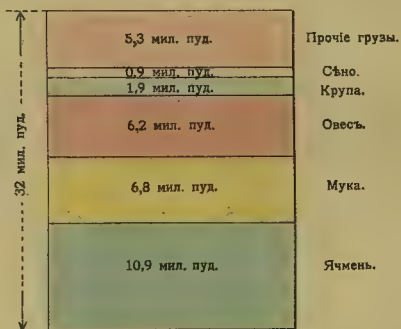 5,3 мил. пуд. Прочіе грузы.
0,9 мил. пуд. Сѣно.
1,9 мил. пуд. Крупа.
6,2 мил. пуд. Овесъ.
32 мил. пуд.
6,8 мил. пуд. Мука.
10,9 мил. пуд. Ячмень.